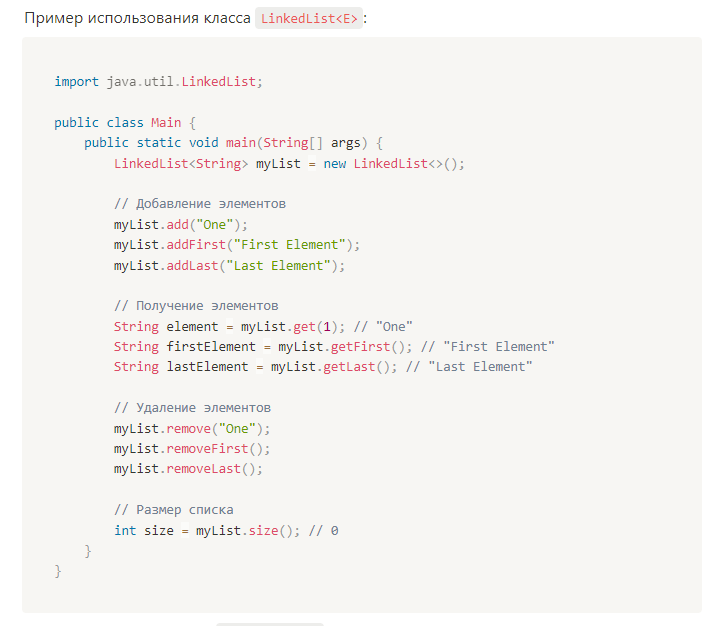 Пример использования класса LinkedList<E>:
import java.util.LinkedList;
public class Main {
public static void main(String[] args) {
LinkedList<String> myList = new LinkedList<>();
// Добавление элементов
myList.add("One");
myList.addFirst("First Element");
myList.addLast("Last Element");
// Получение элементов
String element = myList.get(1); // "One"
String firstElement = myList.getFirst(); // "First Element"
String lastElement = myList.getLast(); // "Last Element"
// Удаление элементов
myList.remove("One");
myList.removeFirst();
myList.removeLast();
// Размер списка
int size = myList.size(); // 0
}
}